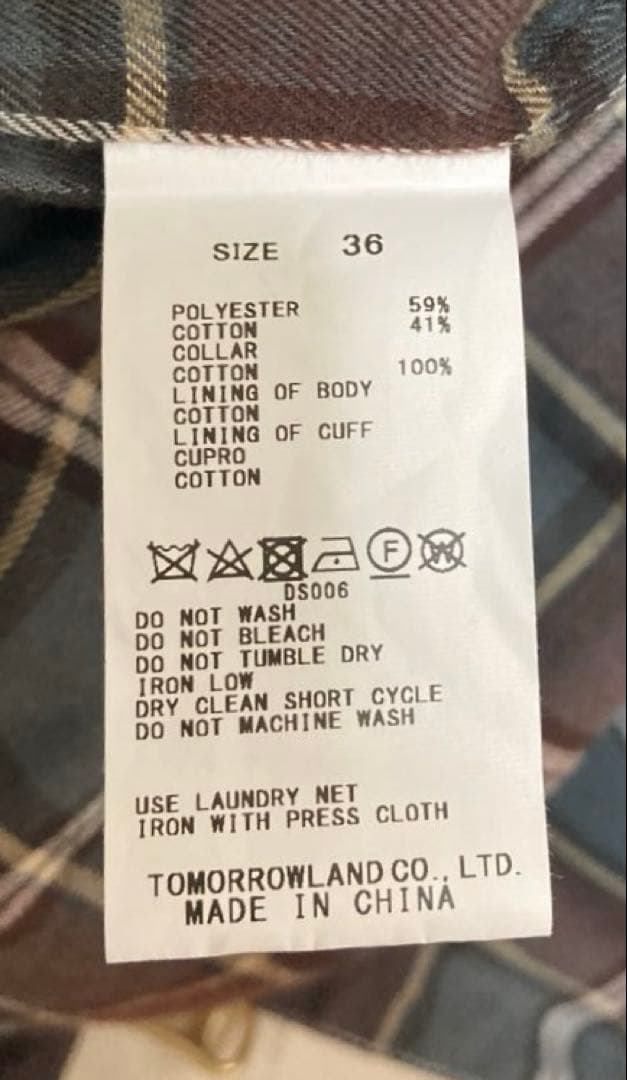 SIZE 36
POLYESTER 59%
COTTON 41%
COLLAR
COTTON 100%
LINING OF BODY
COTTON
LINING OF CUFF
CUPRO
COTTON
F W
DS006
DO NOT WASH
DO NOT BLEACH
DO NOT TUMBLE DRY
IRON LOW
DRY CLEAN SHORT CYCLE
DO NOT MACHINE WASH
USE LAUNDRY NET
IRON WITH PRESS CLOTH
TOMORROWLAND CO., LTD.
MADE IN CHINA